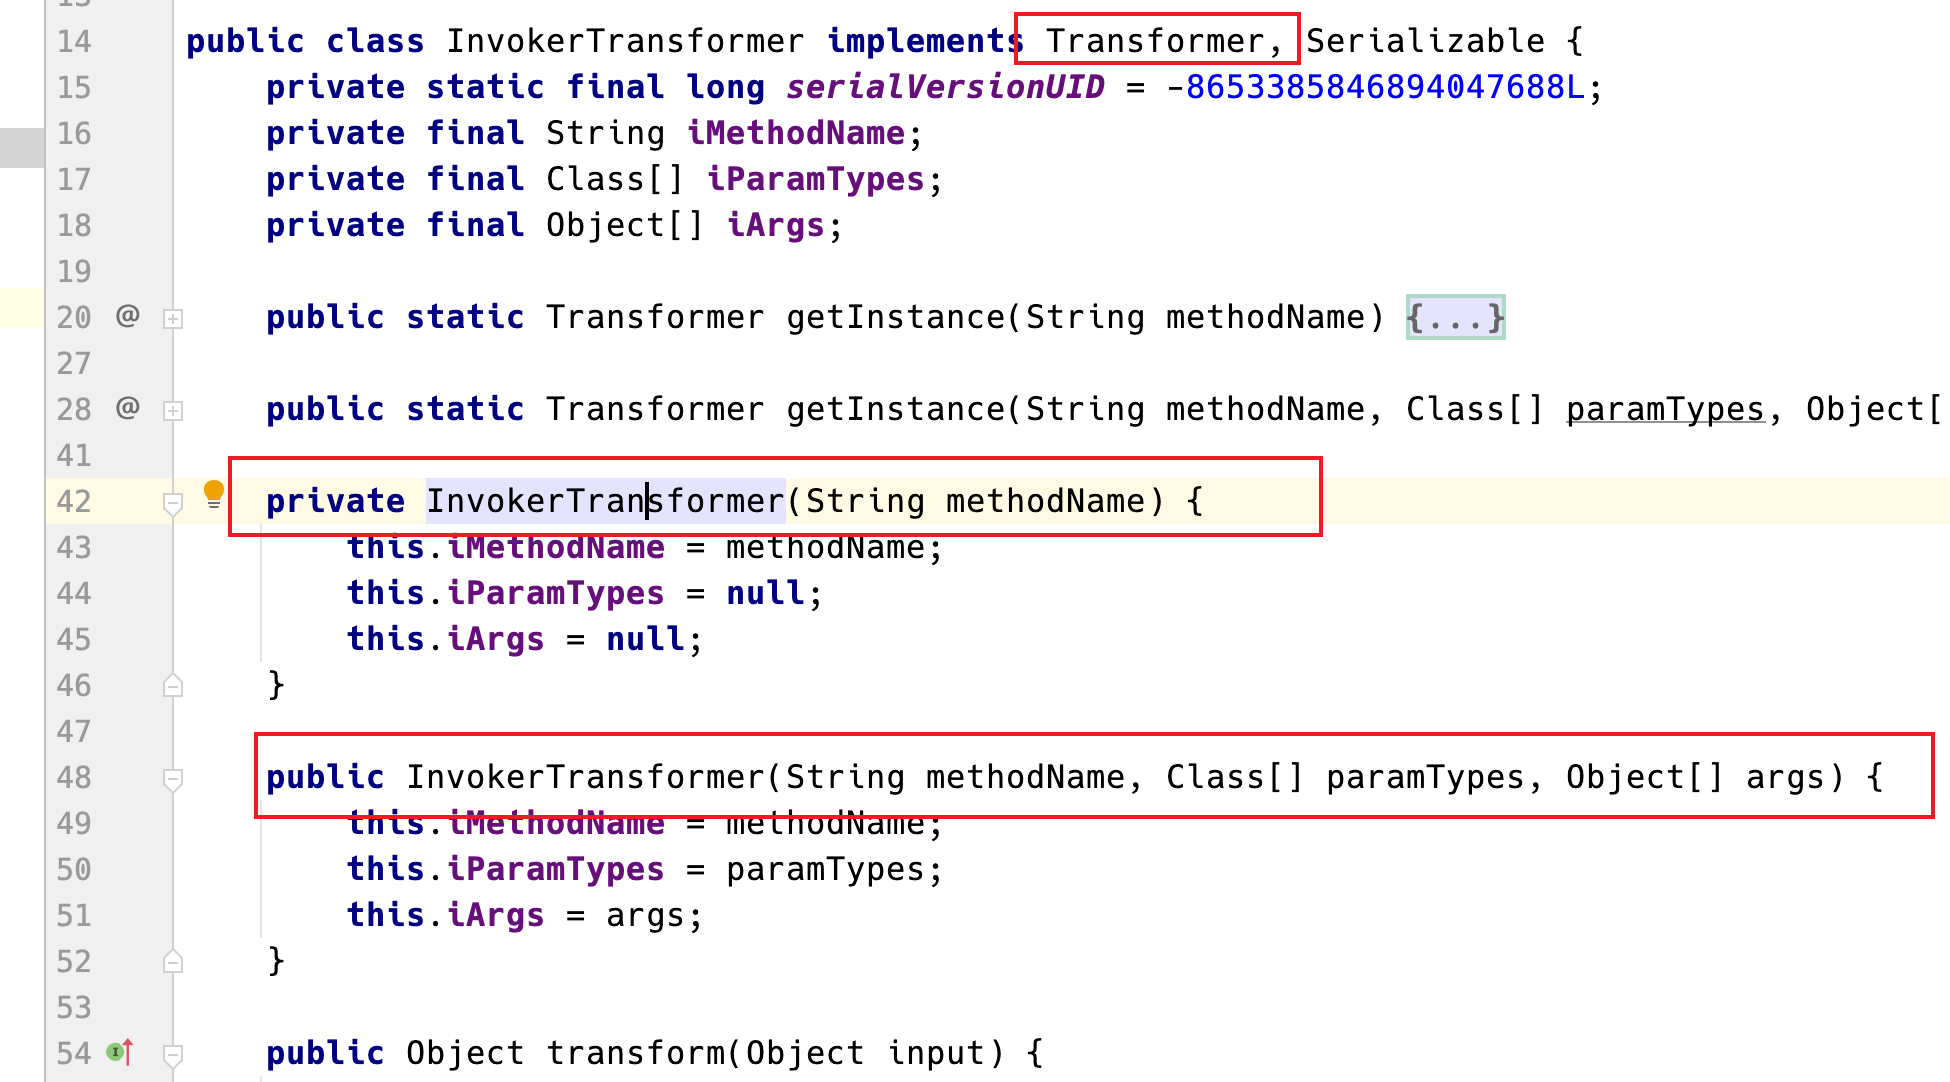 14 public class InvokerTransformer implements Transformer, Serializable {
15 private static final long serialVersionUID = -8653385846894047688L;
16 private final String iMethodName;
17 private final Class[] iParamTypes;
18 private final Object[] iArgs;
19
20 @ public static Transformer getInstance(String methodName) {...}
27
28 @ public static Transformer getInstance(String methodName, Class[] paramTypes, Object[
41
42 private InvokerTransformer(String methodName) {
43 this.iMethodName = methodName;
44 this.iParamTypes = null;
45 this.iArgs = null;
46 }
47
48 public InvokerTransformer(String methodName, Class[] paramTypes, Object[] args) {
49 this.iMethodName = methodName;
50 this.iParamTypes = paramTypes;
51 this.iArgs = args;
52 }
53
54 public Object transform(Object input) {